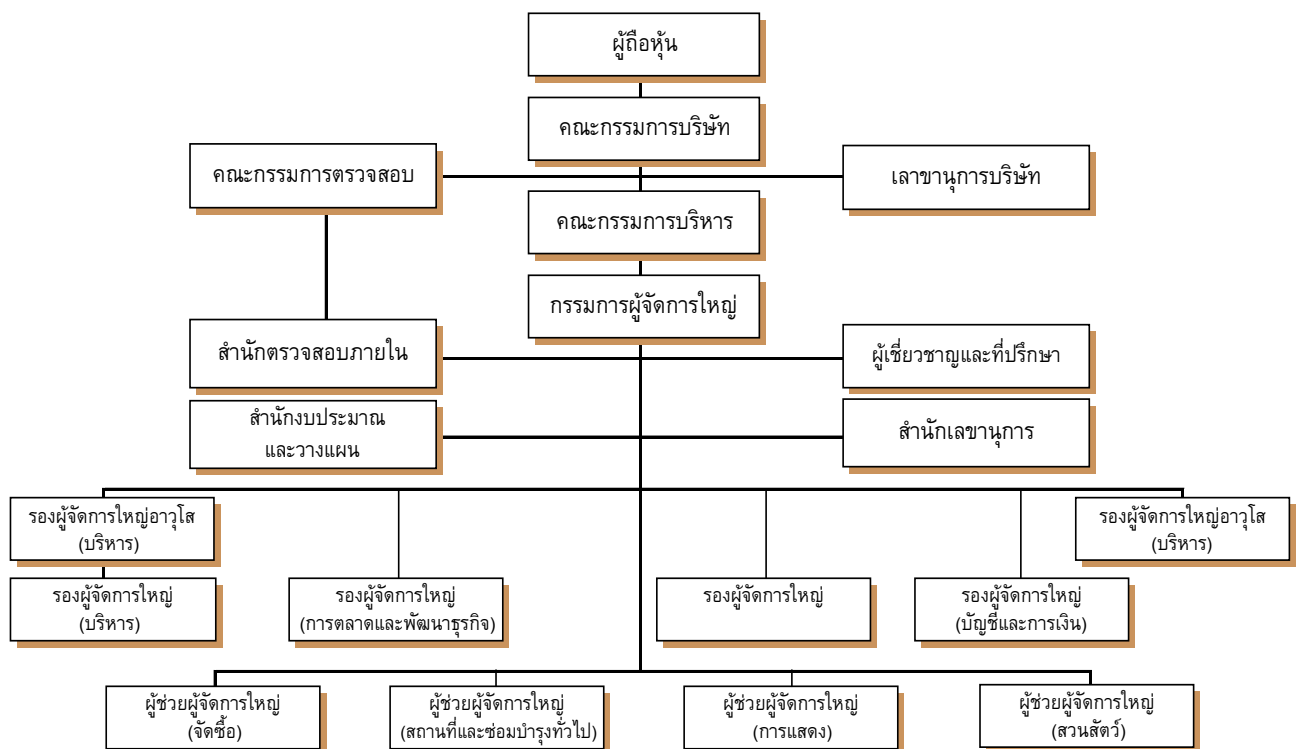 ผู้ถือหุ้น
คณะกรรมการบริษัท
คณะกรรมการตรวจสอบ
เลาขานุการบริษัท
คณะกรรมการบริหาร
กรรมการผู้จัดการใหญ่
สำนักตรวจสอบภายใน
ผู้เชี่ยวชาญและที่ปรึกษา
สำนักงบประมาณ
และวางแผน
สำนักเลขานุการ
รองผู้จัดการใหญ่อาวุโส
(บริหาร)
รองผู้จัดการใหญ่อาวุโส
(บริหาร)
รองผู้จัดการใหญ่
(บริหาร)
รองผู้จัดการใหญ่
(การตลาดและพัฒนาธุรกิจ)
รองผู้จัดการใหญ่
รองผู้จัดการใหญ่
(บัญชีและการเงิน)
ผู้ช่วยผู้จัดการใหญ่
(จัดซื้อ)
ผู้ช่วยผู้จัดการใหญ่
(สถานที่และซ่อมบำรุงทั่วไป)
ผู้ช่วยผู้จัดการใหญ่
(การแสดง)
ผู้ช่วยผู้จัดการใหญ่
(สวนสัตว์)